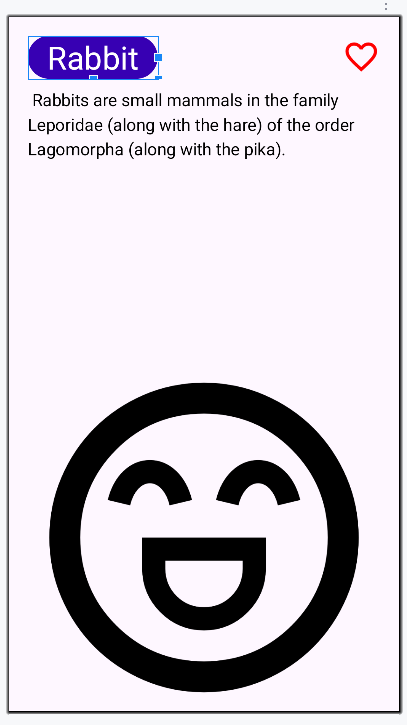 Rabbit
Rabbits are small mammals in the family
Leporidae (along with the hare) of the order
Lagomorpha (along with the pika).